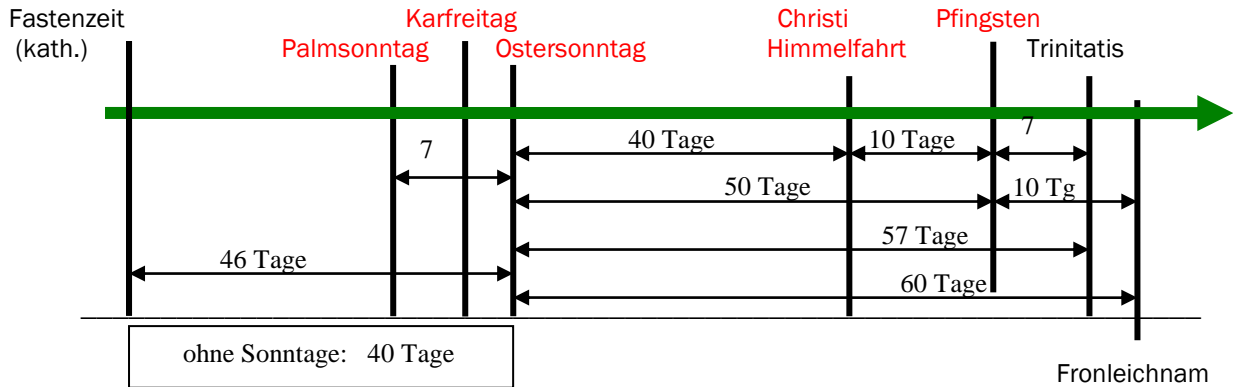 Fastenzeit
(kath.)
Karfreitag
Palmsonntag
Ostersonntag
Christi
Himmelfahrt
Pfingsten
Trinitatis
7
40 Tage
10 Tage
7
50 Tage
10 Tg
57 Tage
46 Tage
60 Tage
ohne Sonntage: 40 Tage
Fronleichnam